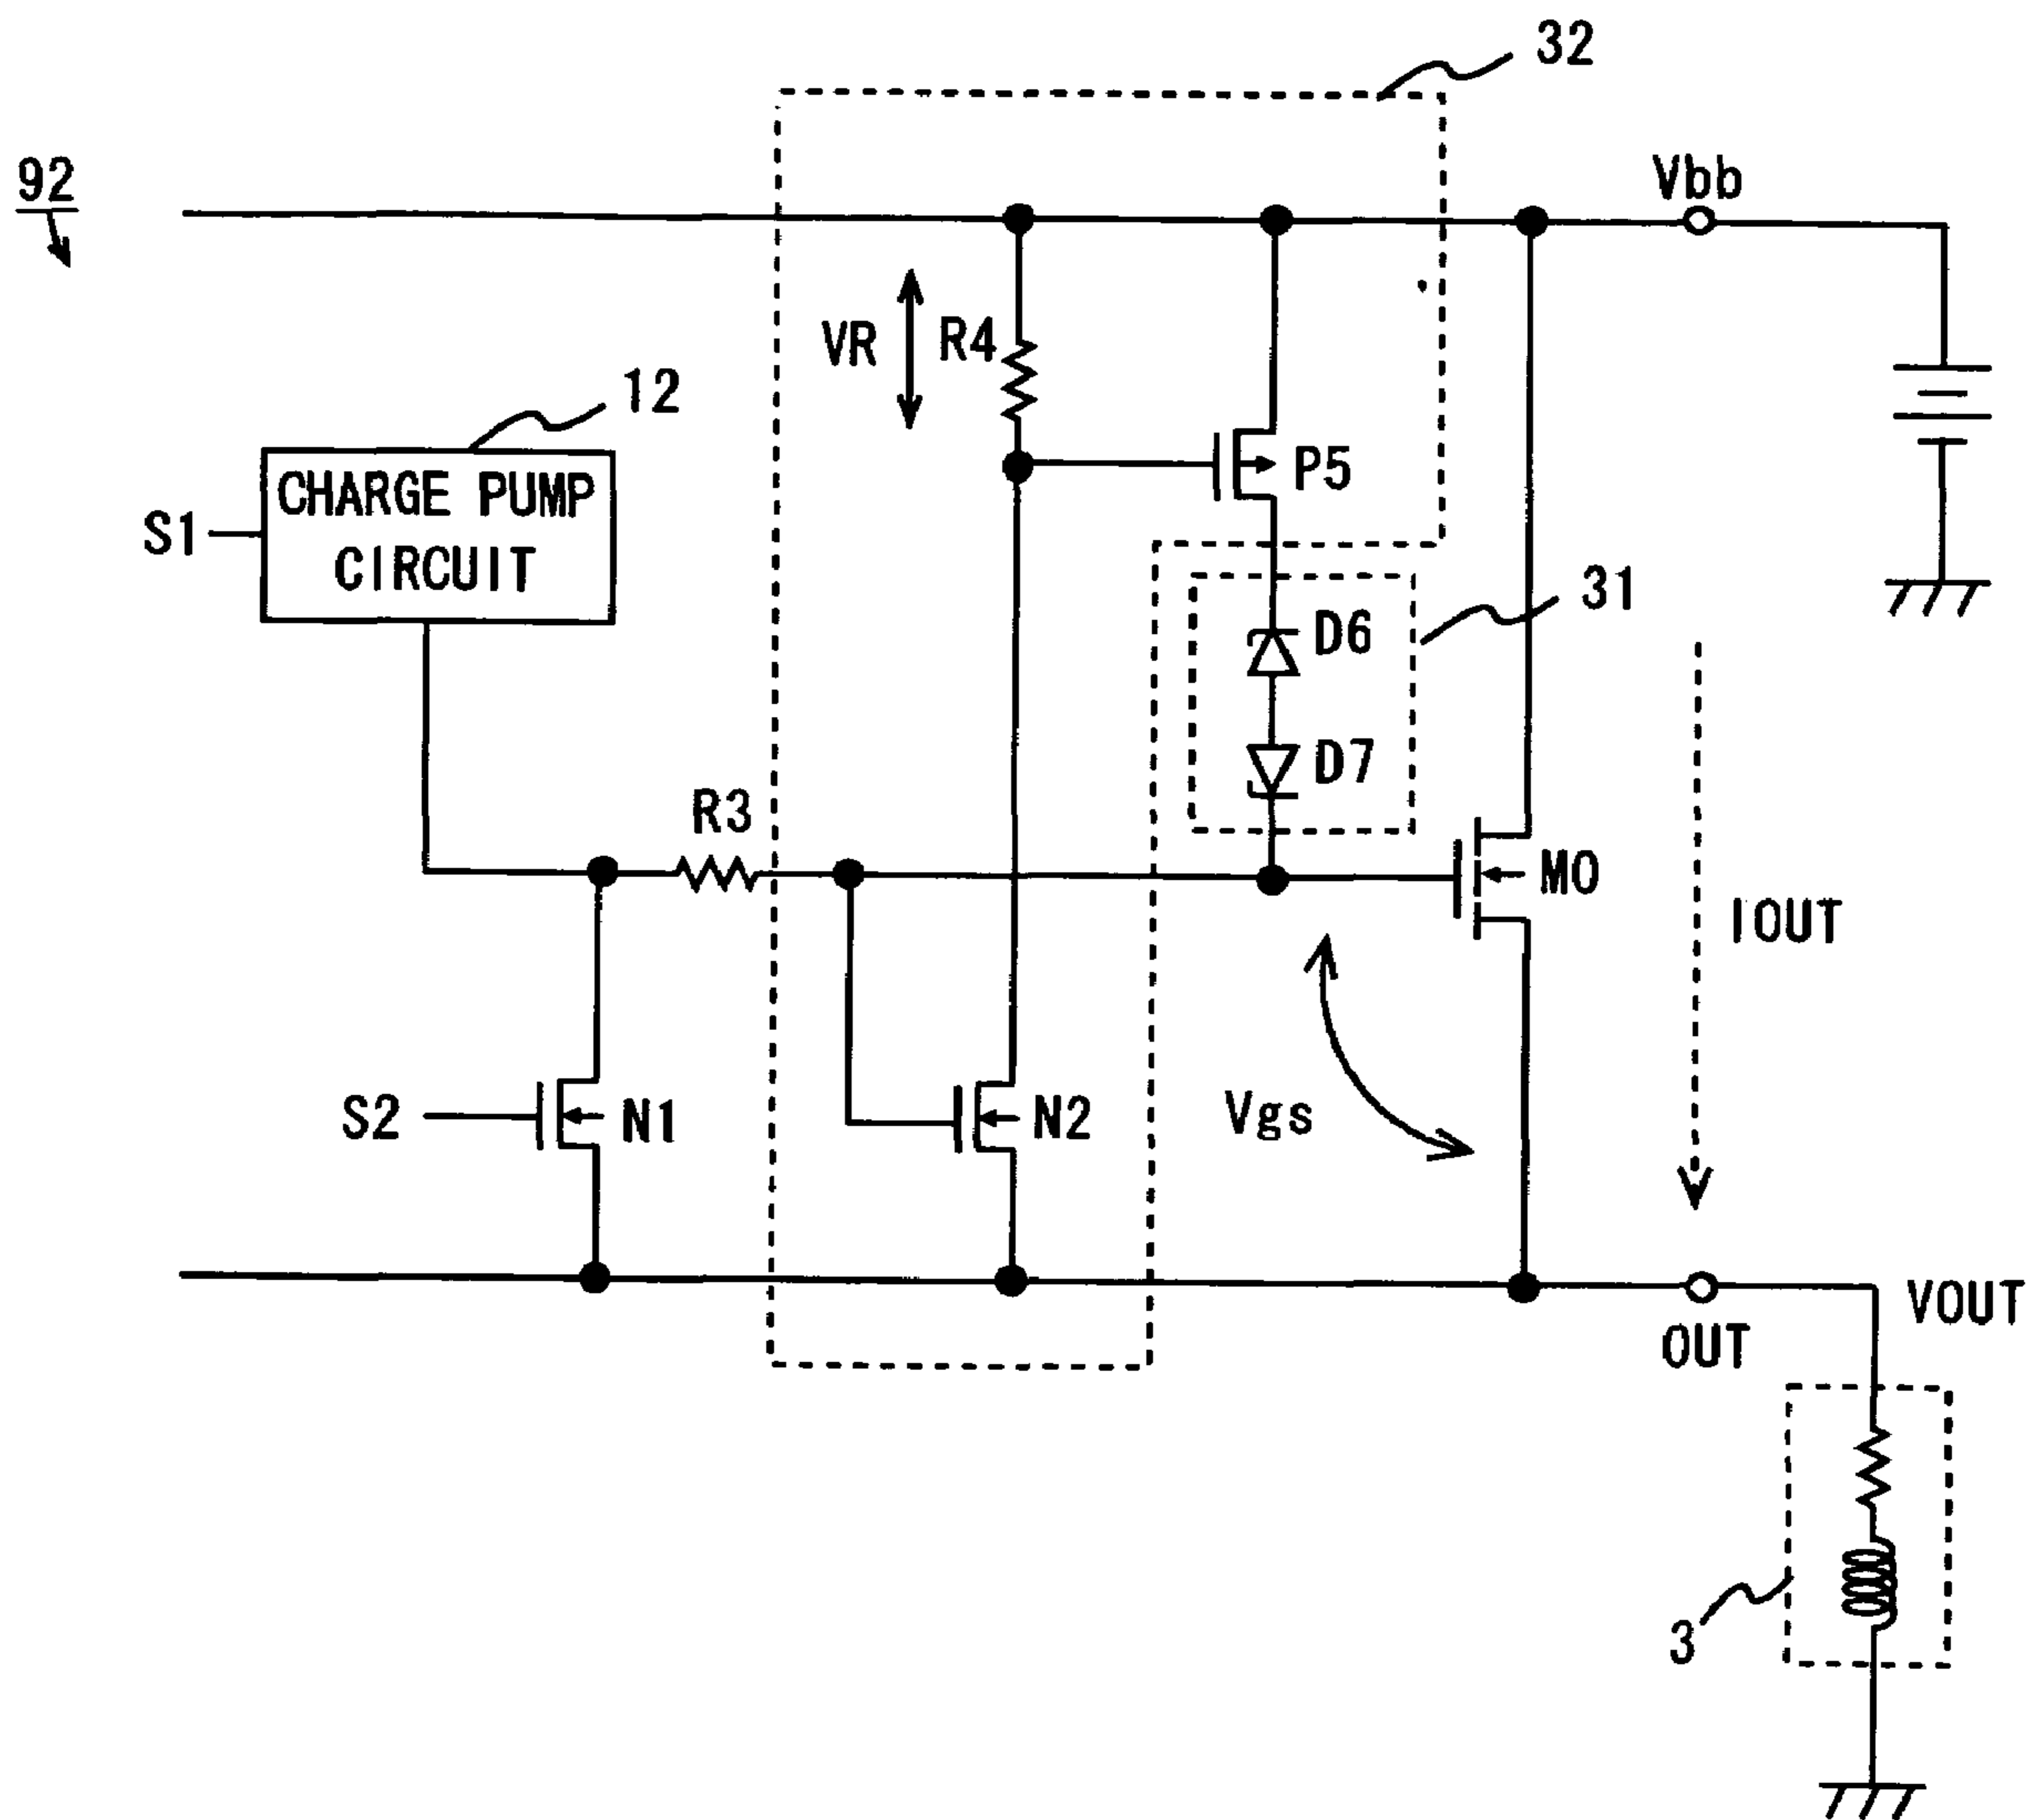 32
92
Vbb
VR
R4
12
CHARGE PUMP
CIRCUIT
S1
P5
31
D6
D7
R3
M0
IOUT
S2
N1
N2
Vgs
VOUT
OUT
3